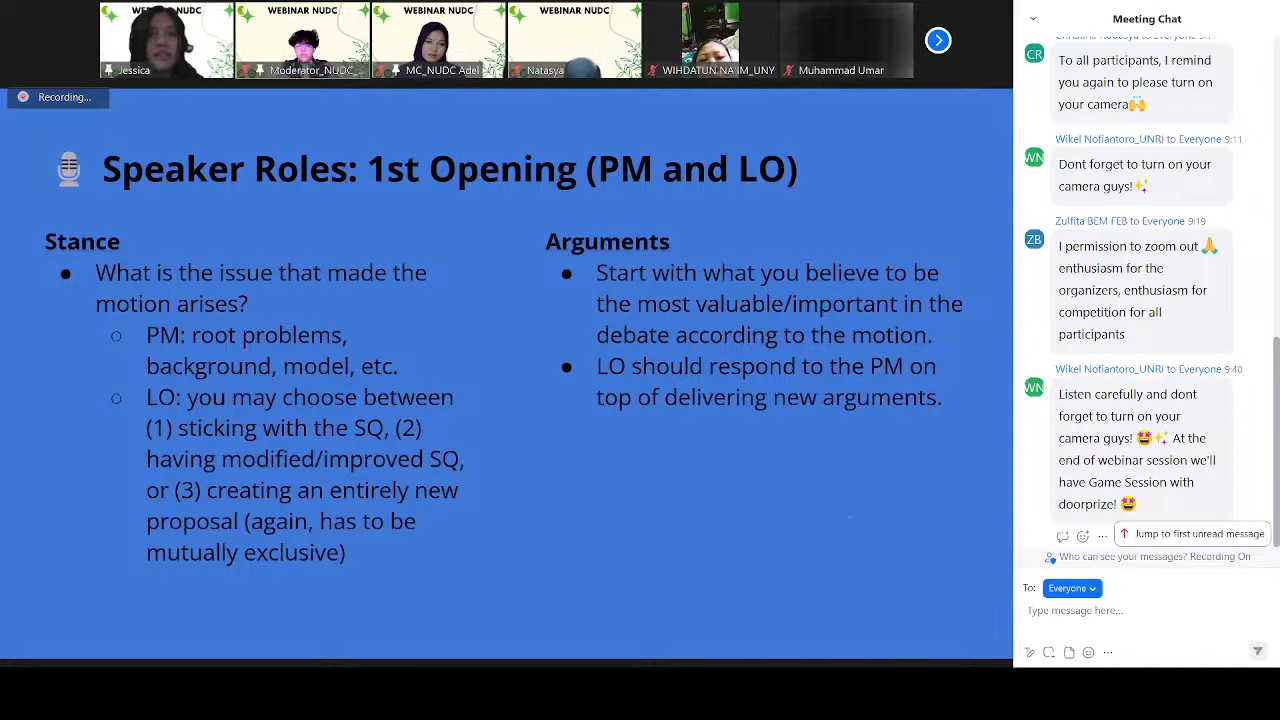 WEBINAR NUDC
WEBINAR NUDC
WEBINAR NUDC
WEBINAR NUDC
Jessica
Moderator_NUDC_...
MC_NUDC Adel
Natasya
WIHDATUN NA'IM_UNY
Muhammad Umar
Recording...
Speaker Roles: 1st Opening (PM and LO)
Stance
● What is the issue that made the
motion arises?
○ PM: root problems,
background, model, etc.
○ LO: you may choose between
(1) sticking with the SQ, (2)
having modified/improved SQ,
or (3) creating an entirely new
proposal (again, has to be
mutually exclusive)
Arguments
● Start with what you believe to be
the most valuable/important in the
debate according to the motion.
● LO should respond to the PM on
top of delivering new arguments.
Meeting Chat
to Everyone
CR
To all participants, I remind
you again to please turn on
your camera🙌
Wikel Nofiantoro_UNRI to Everyone 9:11
WN
Dont forget to turn on your
camera guys!✨
Zulfita BEM FEB to Everyone 9:19
ZB
I permission to zoom out 🙏
enthusiasm for the
organizers, enthusiasm for
competition for all
participants
Wikel Nofiantoro_UNRI to Everyone 9:40
WN
Listen carefully and dont
forget to turn on your
camera guys! 🤩✨ At the
end of webinar session we'll
have Game Session with
doorprize! 🤩
Jump to first unread message
Who can see your messages? Recording On
To: Everyone
Type message here...